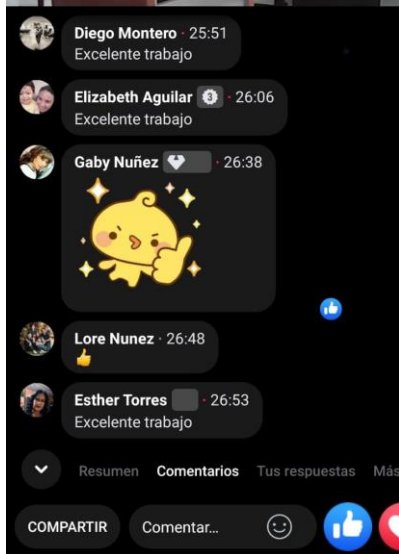 Diego Montero · 25:51
Excelente trabajo
Elizabeth Aguilar 3 · 26:06
Excelente trabajo
Gaby Nuñez · 26:38
Lore Nunez · 26:48
Esther Torres · 26:53
Excelente trabajo
Resumen Comentarios Tus respuestas Más
COMPARTIR Comentar...